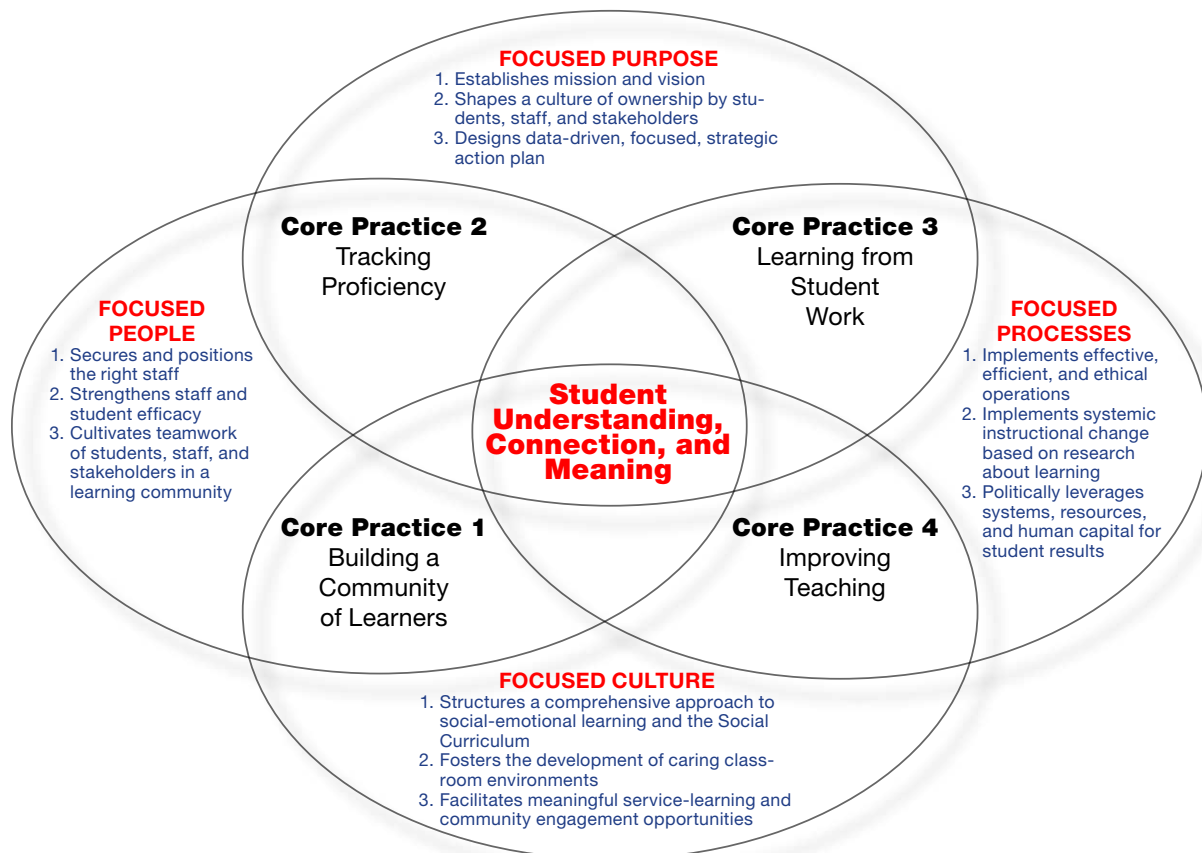 FOCUSED PURPOSE
1. Establishes mission and vision
2. Shapes a culture of ownership by stu-
dents, staff, and stakeholders
3. Designs data-driven, focused, strategic
action plan
Core Practice 2
Tracking
Proficiency
Core Practice 3
Learning from
Student
Work
FOCUSED
PEOPLE
1. Secures and positions
the right staff
2. Strengthens staff and
student efficacy
3. Cultivates teamwork
of students, staff, and
stakeholders in a
learning community
Student
Understanding,
Connection, and
Meaning
FOCUSED
PROCESSES
1. Implements effective,
efficient, and ethical
operations
2. Implements systemic
instructional change
based on research
about learning
3. Politically leverages
systems, resources,
and human capital for
student results
Core Practice 1
Building a
Community
of Learners
Core Practice 4
Improving
Teaching
FOCUSED CULTURE
1. Structures a comprehensive approach to
social-emotional learning and the Social
Curriculum
2. Fosters the development of caring class-
room environments
3. Facilitates meaningful service-learning and
community engagement opportunities